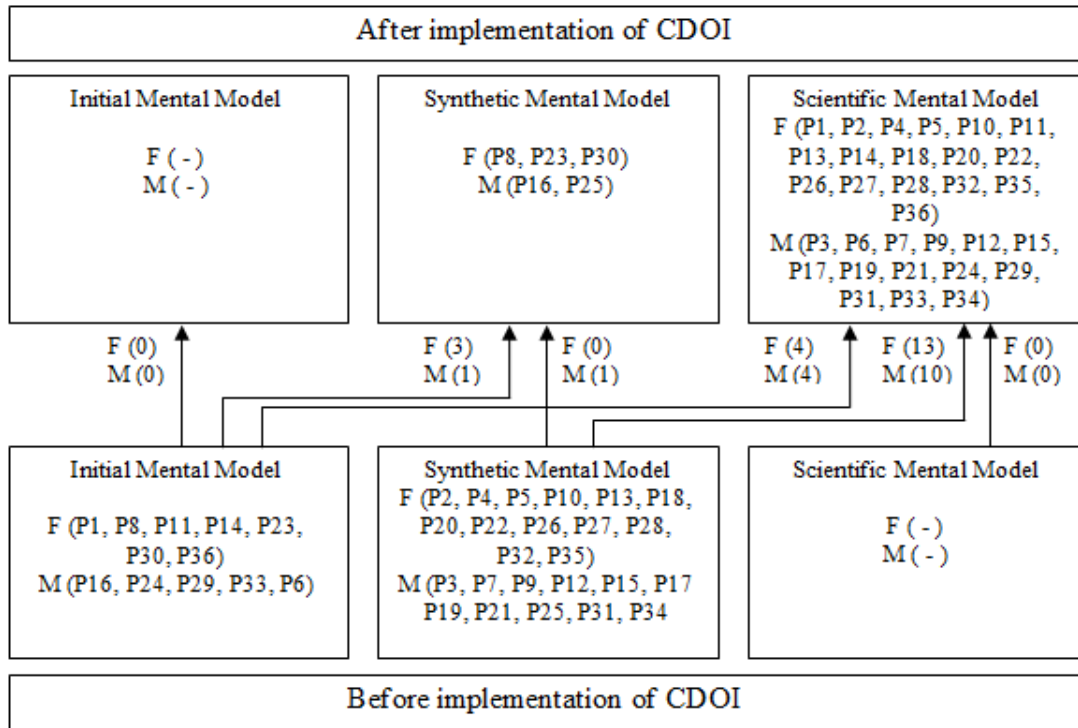 After implementation of CDOI
Initial Mental Model
F ( - )
M ( - )
Synthetic Mental Model
F (P8, P23, P30)
M (P16, P25)
Scientific Mental Model
F (P1, P2, P4, P5, P10, P11,
P13, P14, P18, P20, P22,
P26, P27, P28, P32, P35,
P36)
M (P3, P6, P7, P9, P12, P15,
P17, P19, P21, P24, P29,
P31, P33, P34)
F (0)
M (0)
F (3)
M (1)
F (0)
M (1)
F (4)
M (4)
F (13)
M (10)
F (0)
M (0)
Initial Mental Model
F (P1, P8, P11, P14, P23,
P30, P36)
M (P16, P24, P29, P33, P6)
Synthetic Mental Model
F (P2, P4, P5, P10, P13, P18,
P20, P22, P26, P27, P28,
P32, P35)
M (P3, P7, P9, P12, P15, P17
P19, P21, P25, P31, P34
Scientific Mental Model
F ( - )
M ( - )
Before implementation of CDOI